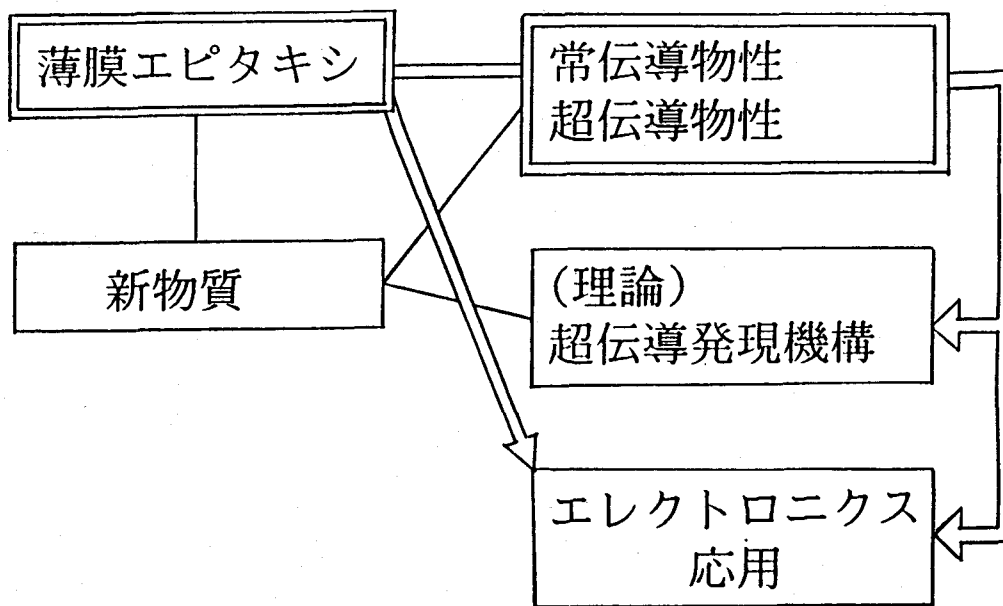 薄膜エピタキシ
常伝導物性
超伝導物性
新物質
(理論)
超伝導発現機構
エレクトロニクス
応用